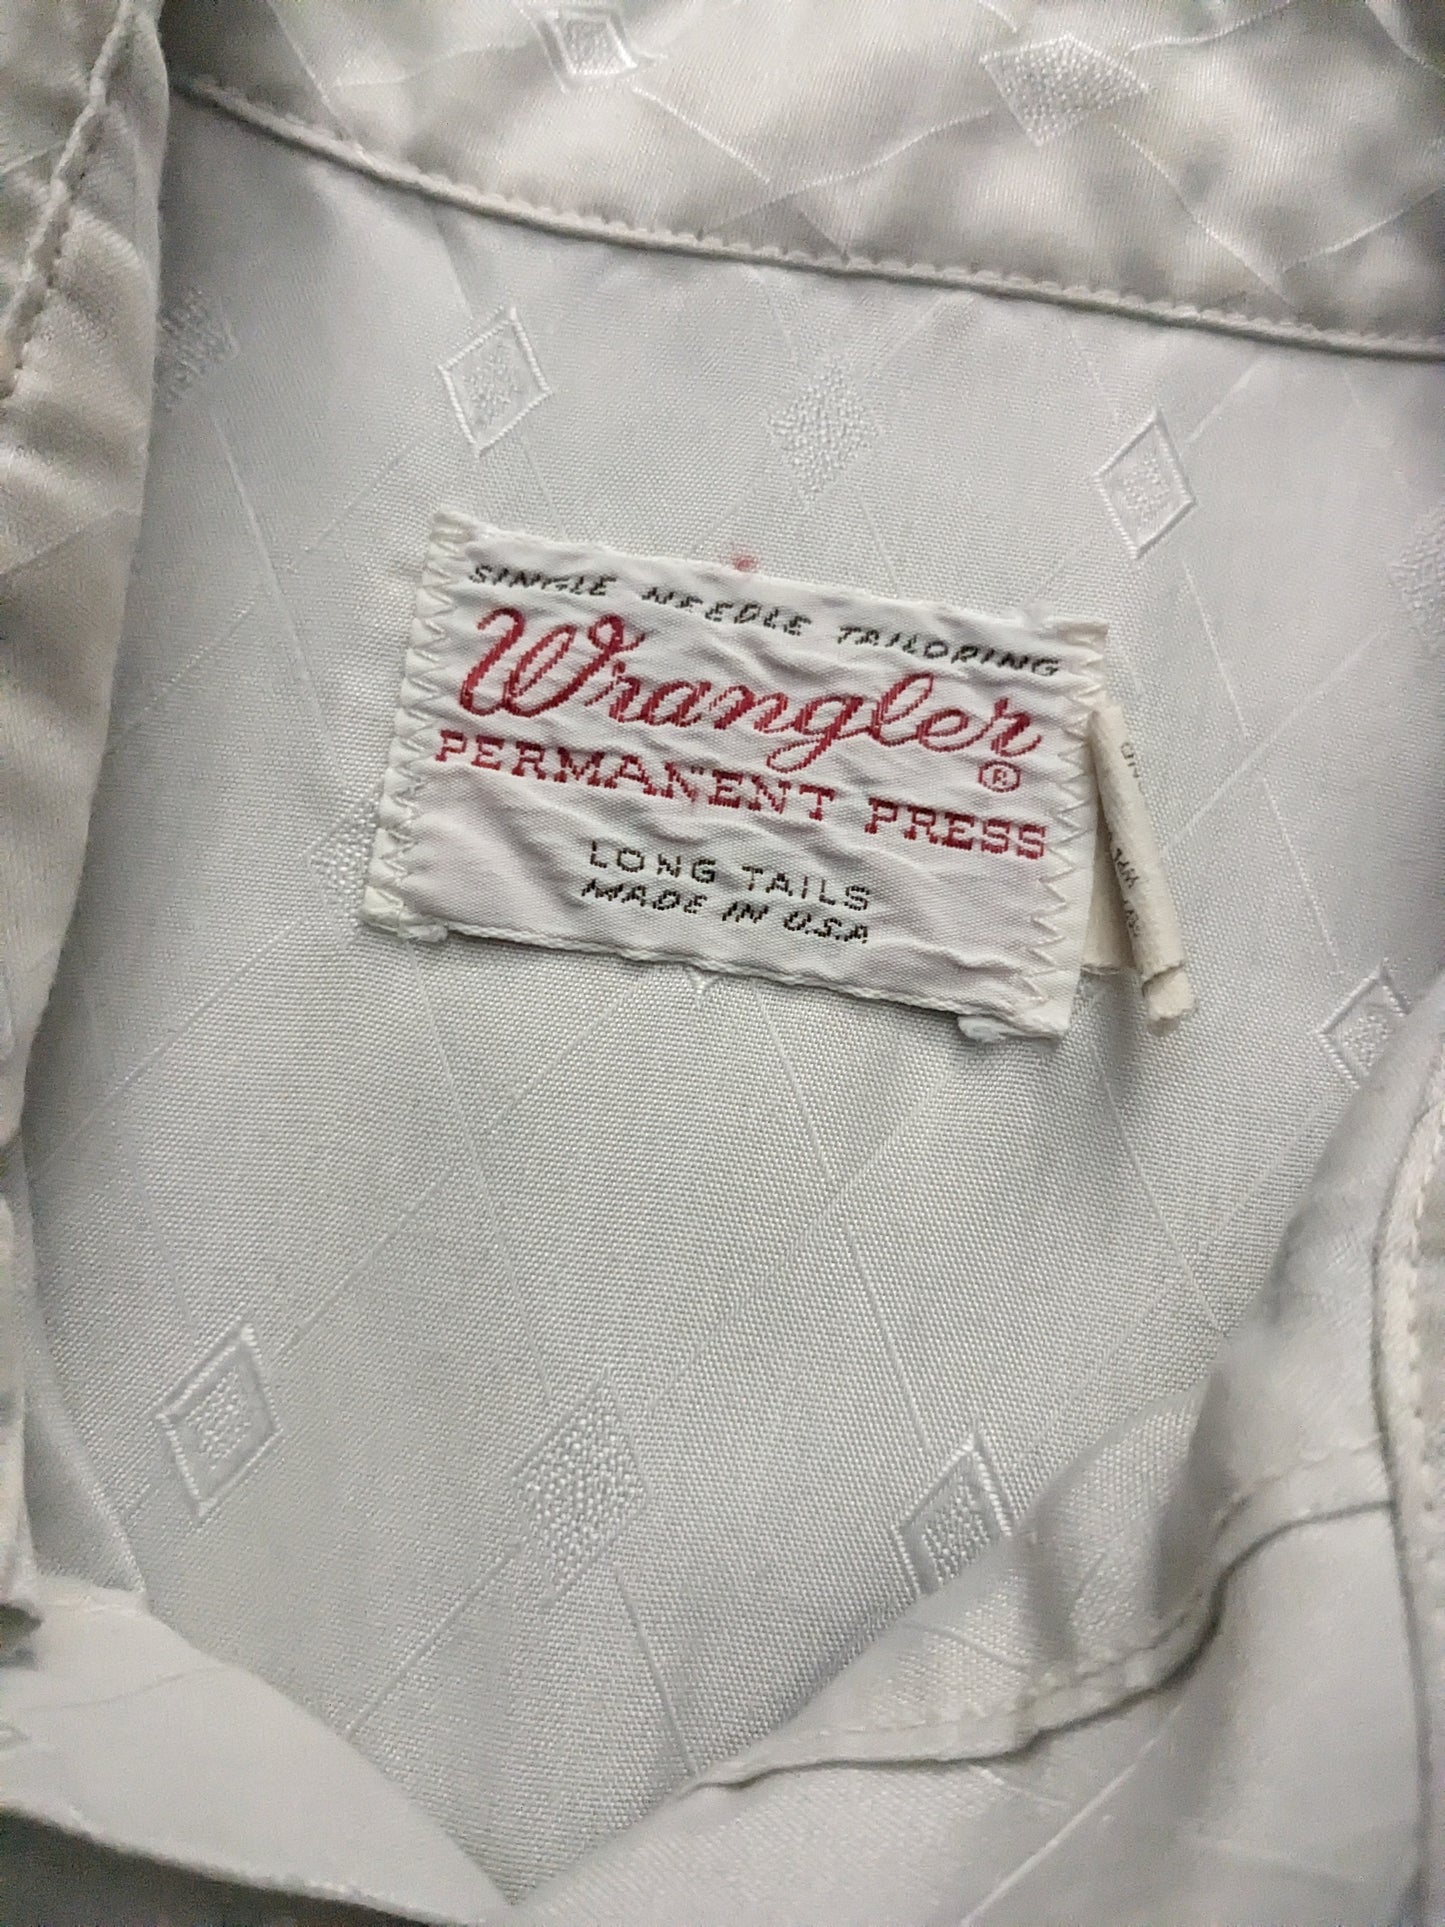 SINGLE NEEDLE TAILORING
Wrangler®
PERMANENT PRESS
LONG TAILS
MADE IN U.S.A